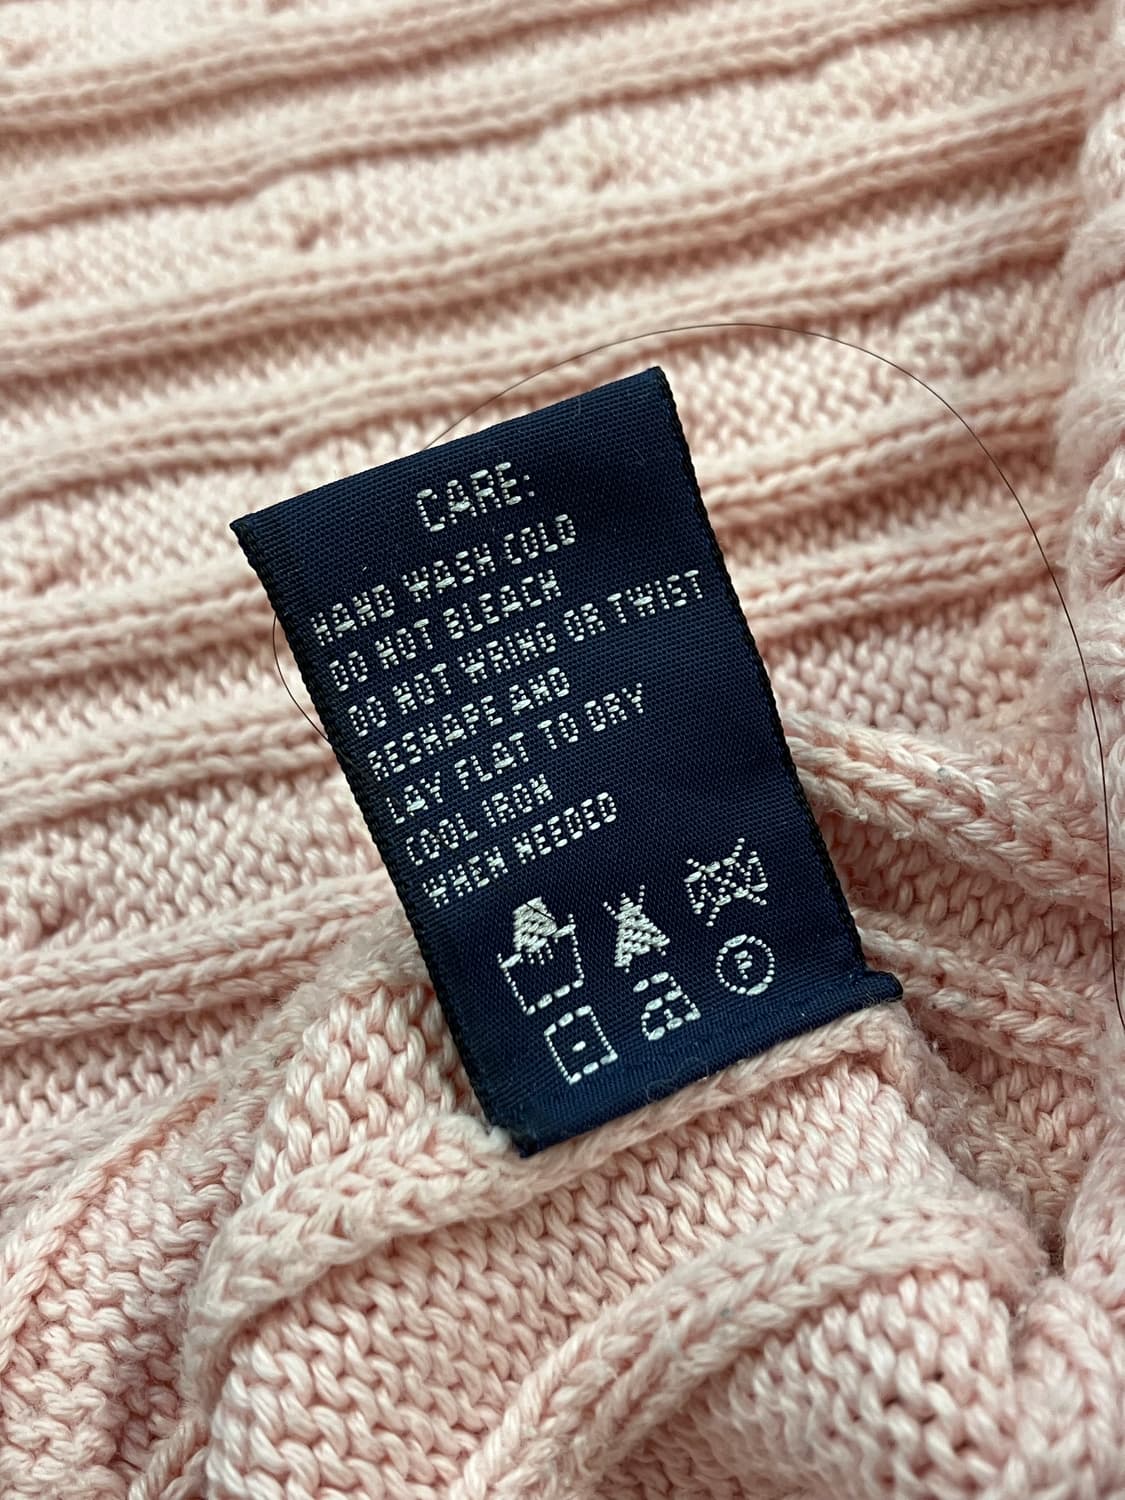 CARE:
HAND WASH COLD
DO NOT BLEACH
DO NOT WRING OR TWIST
RESHAPE AND
LAY FLAT TO DRY
COOL IRON
WHEN NEEDED
P